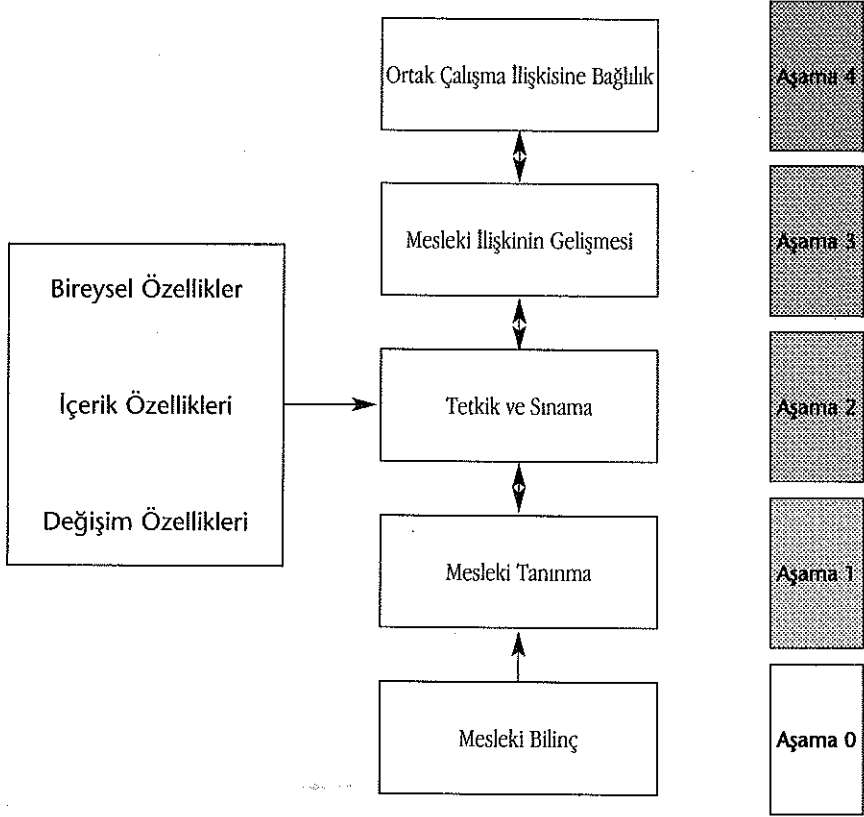 Ortak Çalışma İlişkisine Bağlılık
Aşama 4
Mesleki İlişkinin Gelişmesi
Aşama 3
Bireysel Özellikler
İçerik Özellikleri
Değişim Özellikleri
Tetkik ve Sınama
Aşama 2
Mesleki Tanınma
Aşama 1
Mesleki Bilinç
Aşama 0